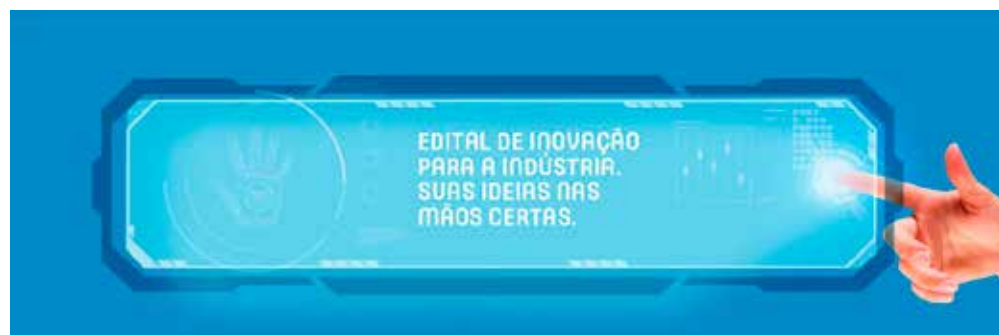 EDITAL DE INOVAÇÃO
PARA A INDÚSTRIA.
SUAS IDEIAS NAS
MÃOS CERTAS.